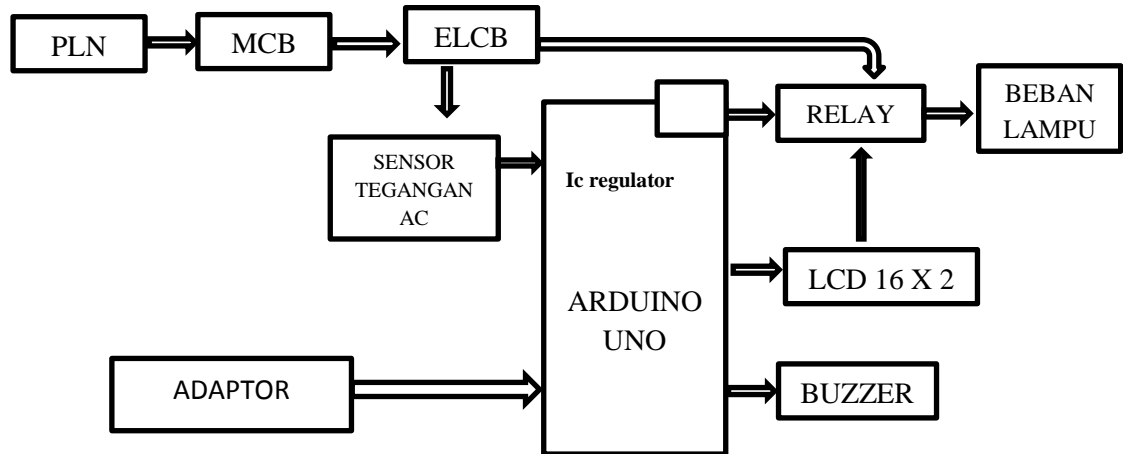 PLN
MCB
ELCB
RELAY
BEBAN
LAMPU
SENSOR
TEGANGAN
AC
Ic regulator
ARDUINO
UNO
LCD 16 X 2
ADAPTOR
BUZZER